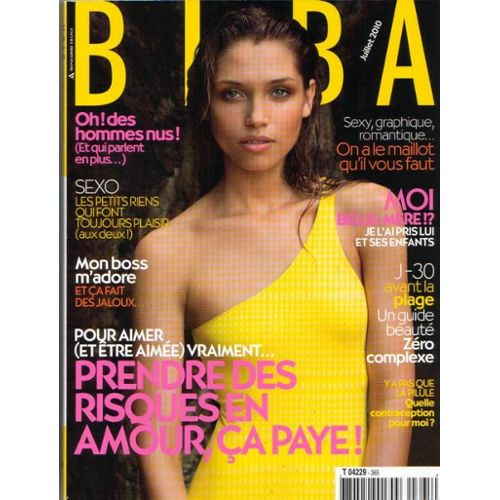 BIBA
Juillet 2010
Oh ! des
hommes nus !
(Et qui parlent
en plus...)
SEXO
LES PETITS RIENS
QUI FONT
TOUJOURS PLAISIR
(aux deux !)
Mon boss
m'adore
ET ÇA FAIT
DES JALOUX...
POUR AIMER
(ET ÊTRE AIMÉE) VRAIMENT...
PRENDRE DES
RISQUES EN
AMOUR, ÇA PAYE !
Sexy, graphique,
romantique...
On a le maillot
qu'il vous faut
MOI
BELLE-MÈRE !?
JE L'AI PRIS LUI
ET SES ENFANTS
J-30
avant la
plage
Un guide
beauté
Zéro
complexe
Y A PAS QUE
LA PILULE
Quelle
contraception
pour moi ?
T 04229 - 365